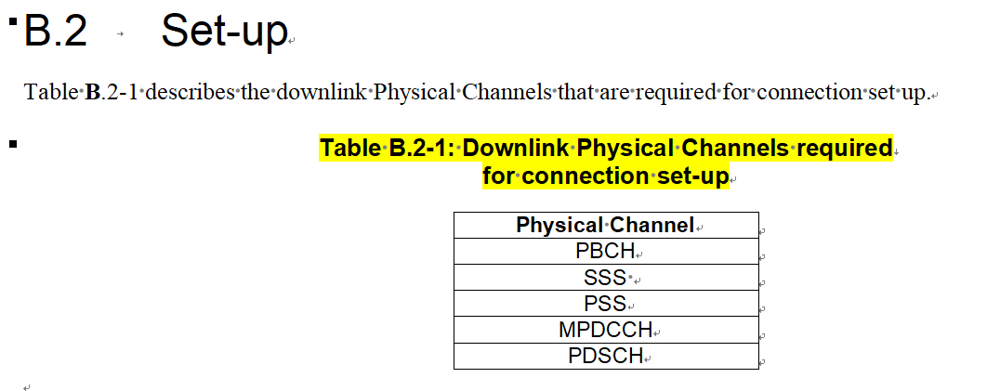 B.2 Set-up
Table B.2-1 describes the downlink Physical Channels that are required for connection set up.
Table B.2-1: Downlink Physical Channels required
for connection set-up
Physical Channel
PBCH
SSS
PSS
MPDCCH
PDSCH